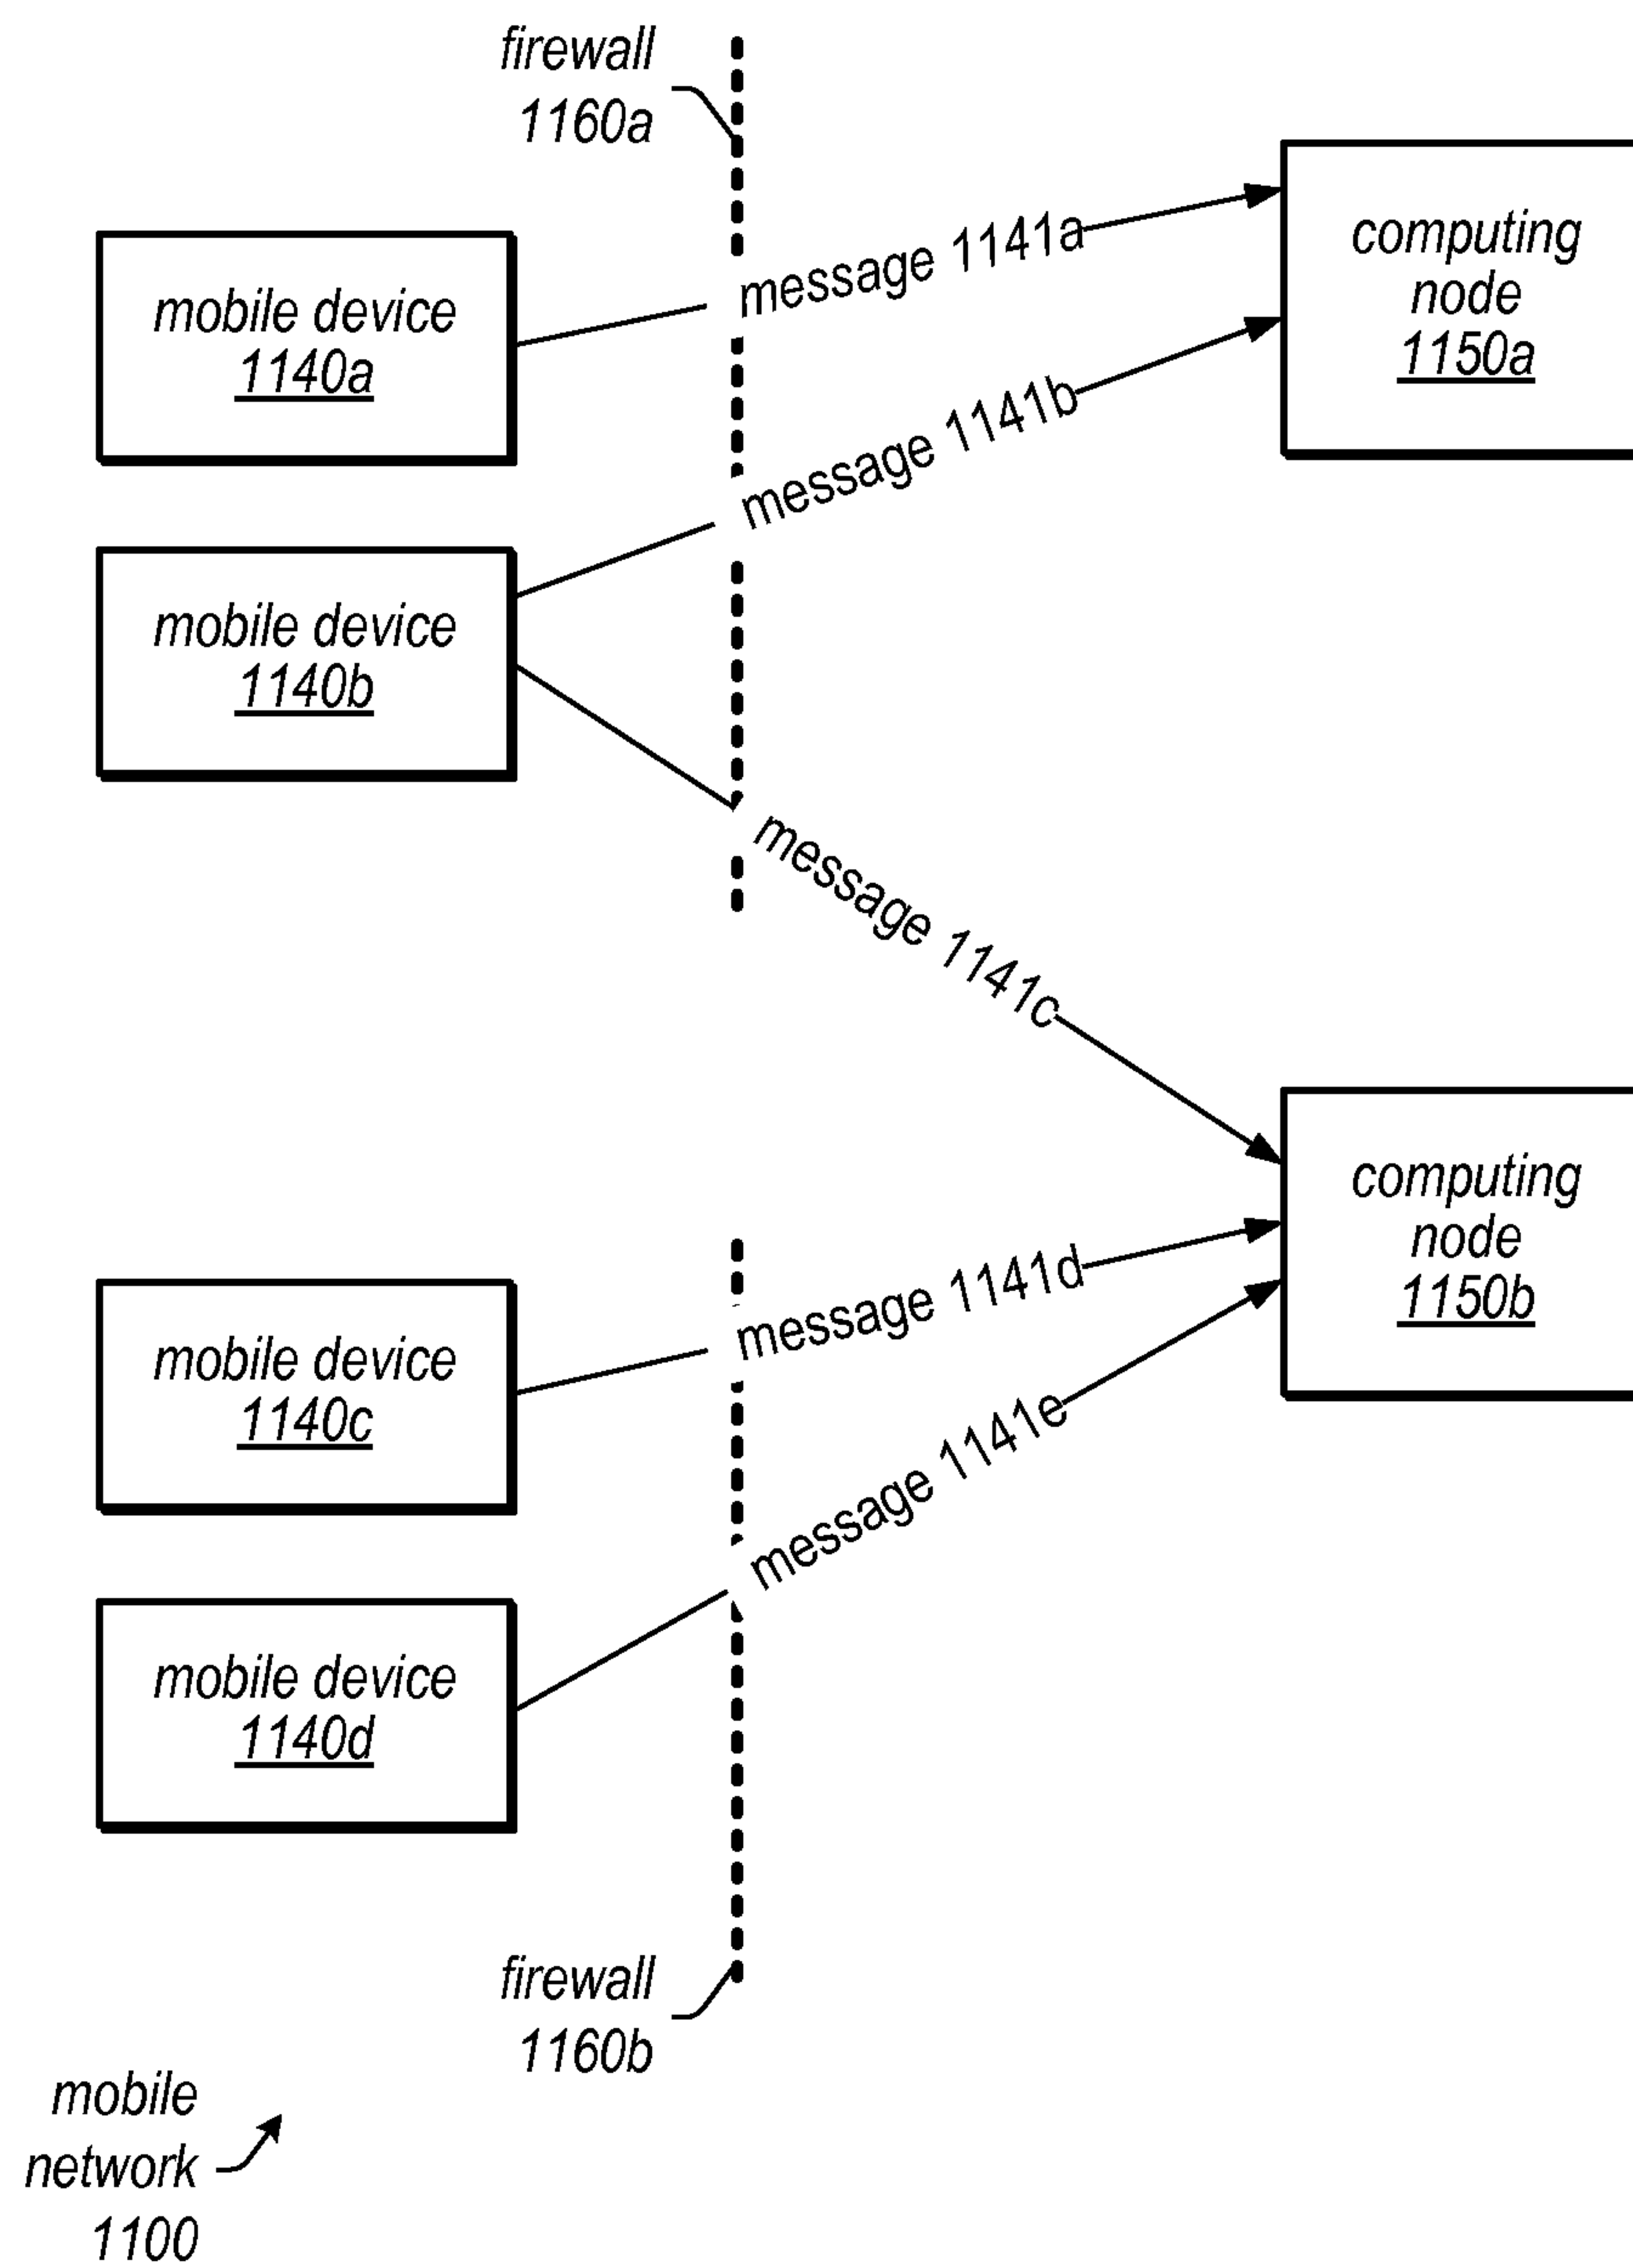 firewall
1160a
message 1141a
computing
node
1150a
mobile device
1140a
message 1141b
mobile device
1140b
message 1141c
computing
node
1150b
message 1141d
mobile device
1140c
message 1141e
mobile device
1140d
firewall
1160b
mobile
network
1100